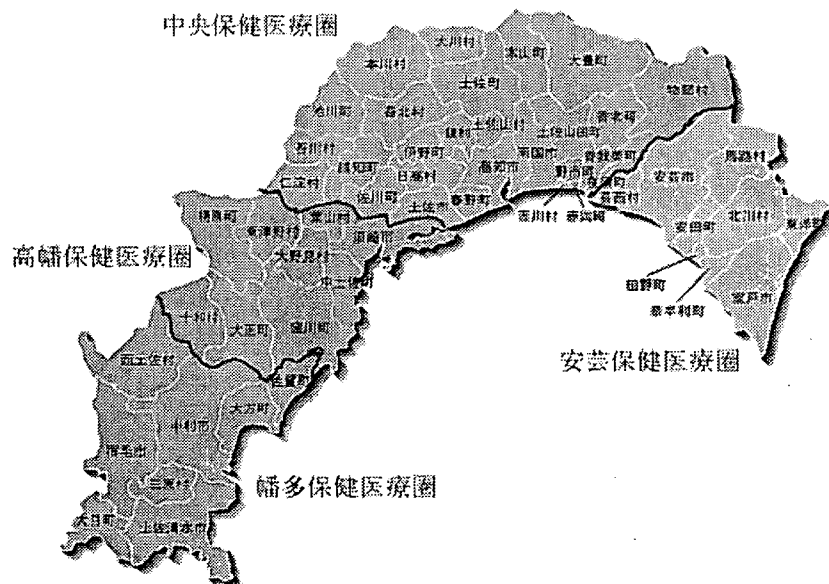 中央保健医療圏
大川村
本山町
大豊町
本川村
土佐町
物部村
池川町
吾北村
香北町
鏡村
土佐山村
土佐山田町
吾川村
伊野町
越知町
日高村
高知市
南国市
野市町
香我美町
仁淀村
佐川町
土佐市
春野町
吉川村
赤岡町
安芸市
馬路村
北川村
東洋町
安田町
田野町
奈半利町
室戸市
安芸保健医療圏
梼原町
東津野村
葉山村
須崎市
大野見村
中土佐町
高幡保健医療圏
十和村
大正町
窪川町
佐賀町
西土佐村
大方町
中村市
宿毛市
三原村
幡多保健医療圏
大月町
土佐清水市